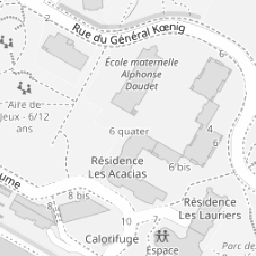 Rue du Général Kœnig
École maternelle
Alphonse
Daudet
Aire de
Jeux - 6/12
ans
6 quater
4
6
Résidence
Les Acacias
6 bis
8 bis
Résidence
Les Lauriers
10
Calorifuge
Espace
Parc de